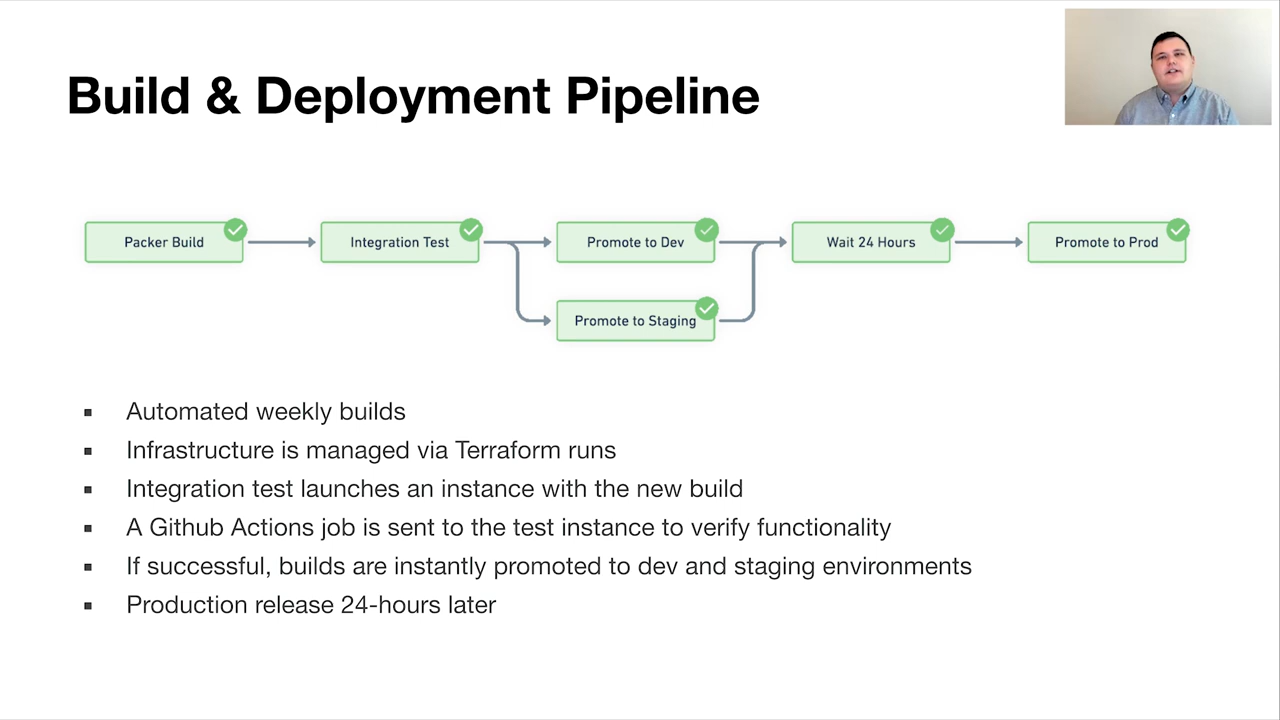 Build & Deployment Pipeline
Packer Build
Integration Test
Promote to Dev
Wait 24 Hours
Promote to Prod
Promote to Staging
Automated weekly builds
Infrastructure is managed via Terraform runs
Integration test launches an instance with the new build
A Github Actions job is sent to the test instance to verify functionality
If successful, builds are instantly promoted to dev and staging environments
Production release 24-hours later